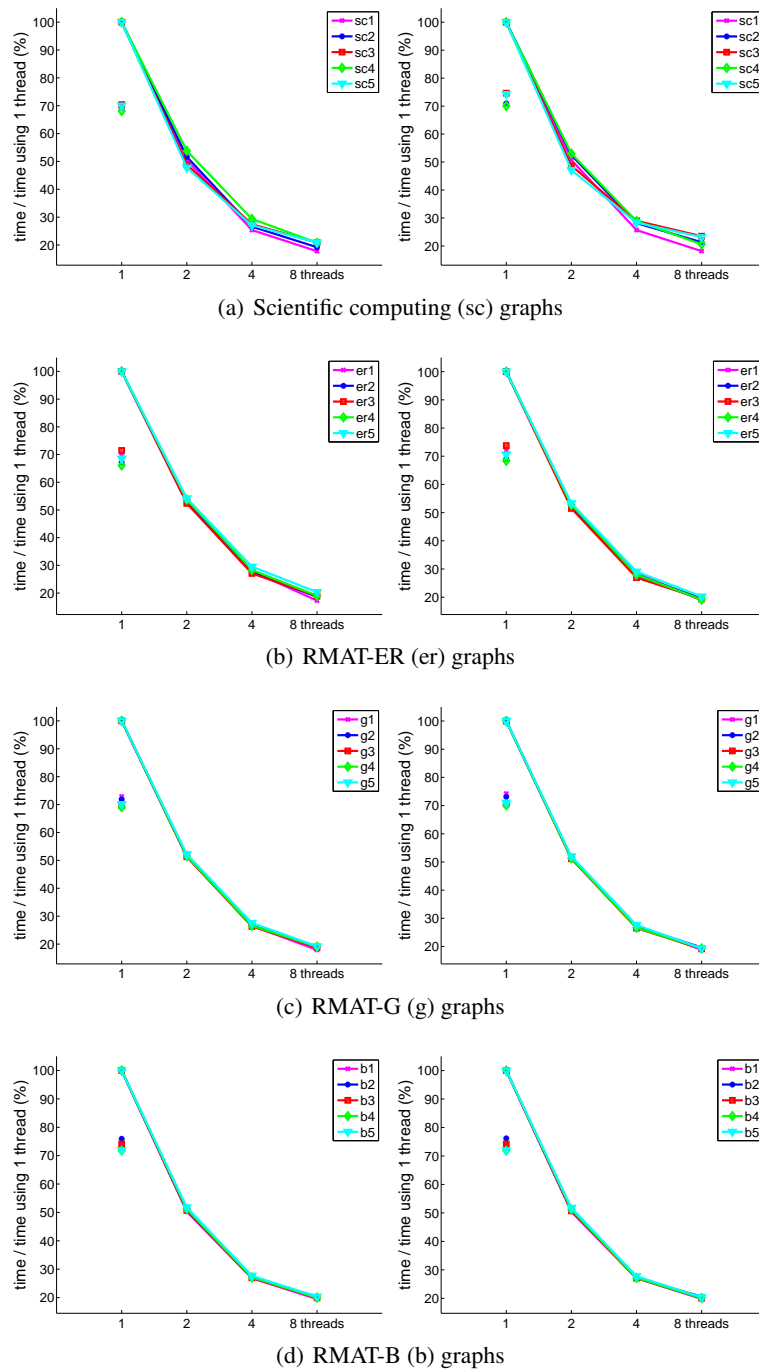 time / time using 1 thread (%)
100
90
80
70
60
50
40
30
20
1 2 4 8 threads
sc1
sc2
sc3
sc4
sc5
time / time using 1 thread (%)
100
90
80
70
60
50
40
30
20
1 2 4 8 threads
sc1
sc2
sc3
sc4
sc5
(a) Scientific computing (sc) graphs
time / time using 1 thread (%)
100
90
80
70
60
50
40
30
20
1 2 4 8 threads
er1
er2
er3
er4
er5
time / time using 1 thread (%)
100
90
80
70
60
50
40
30
20
1 2 4 8 threads
er1
er2
er3
er4
er5
(b) RMAT-ER (er) graphs
time / time using 1 thread (%)
100
90
80
70
60
50
40
30
20
1 2 4 8 threads
g1
g2
g3
g4
g5
time / time using 1 thread (%)
100
90
80
70
60
50
40
30
20
1 2 4 8 threads
g1
g2
g3
g4
g5
(c) RMAT-G (g) graphs
time / time using 1 thread (%)
100
90
80
70
60
50
40
30
20
1 2 4 8 threads
b1
b2
b3
b4
b5
time / time using 1 thread (%)
100
90
80
70
60
50
40
30
20
1 2 4 8 threads
b1
b2
b3
b4
b5
(d) RMAT-B (b) graphs